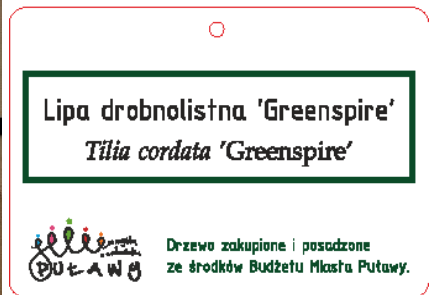 Lipa drobnolistna 'Greenspire'
Tilia cordata 'Greenspire'
PUŁAWY
Drzewo zakupione i posadzone
ze środków Budżetu Miasta Puławy.